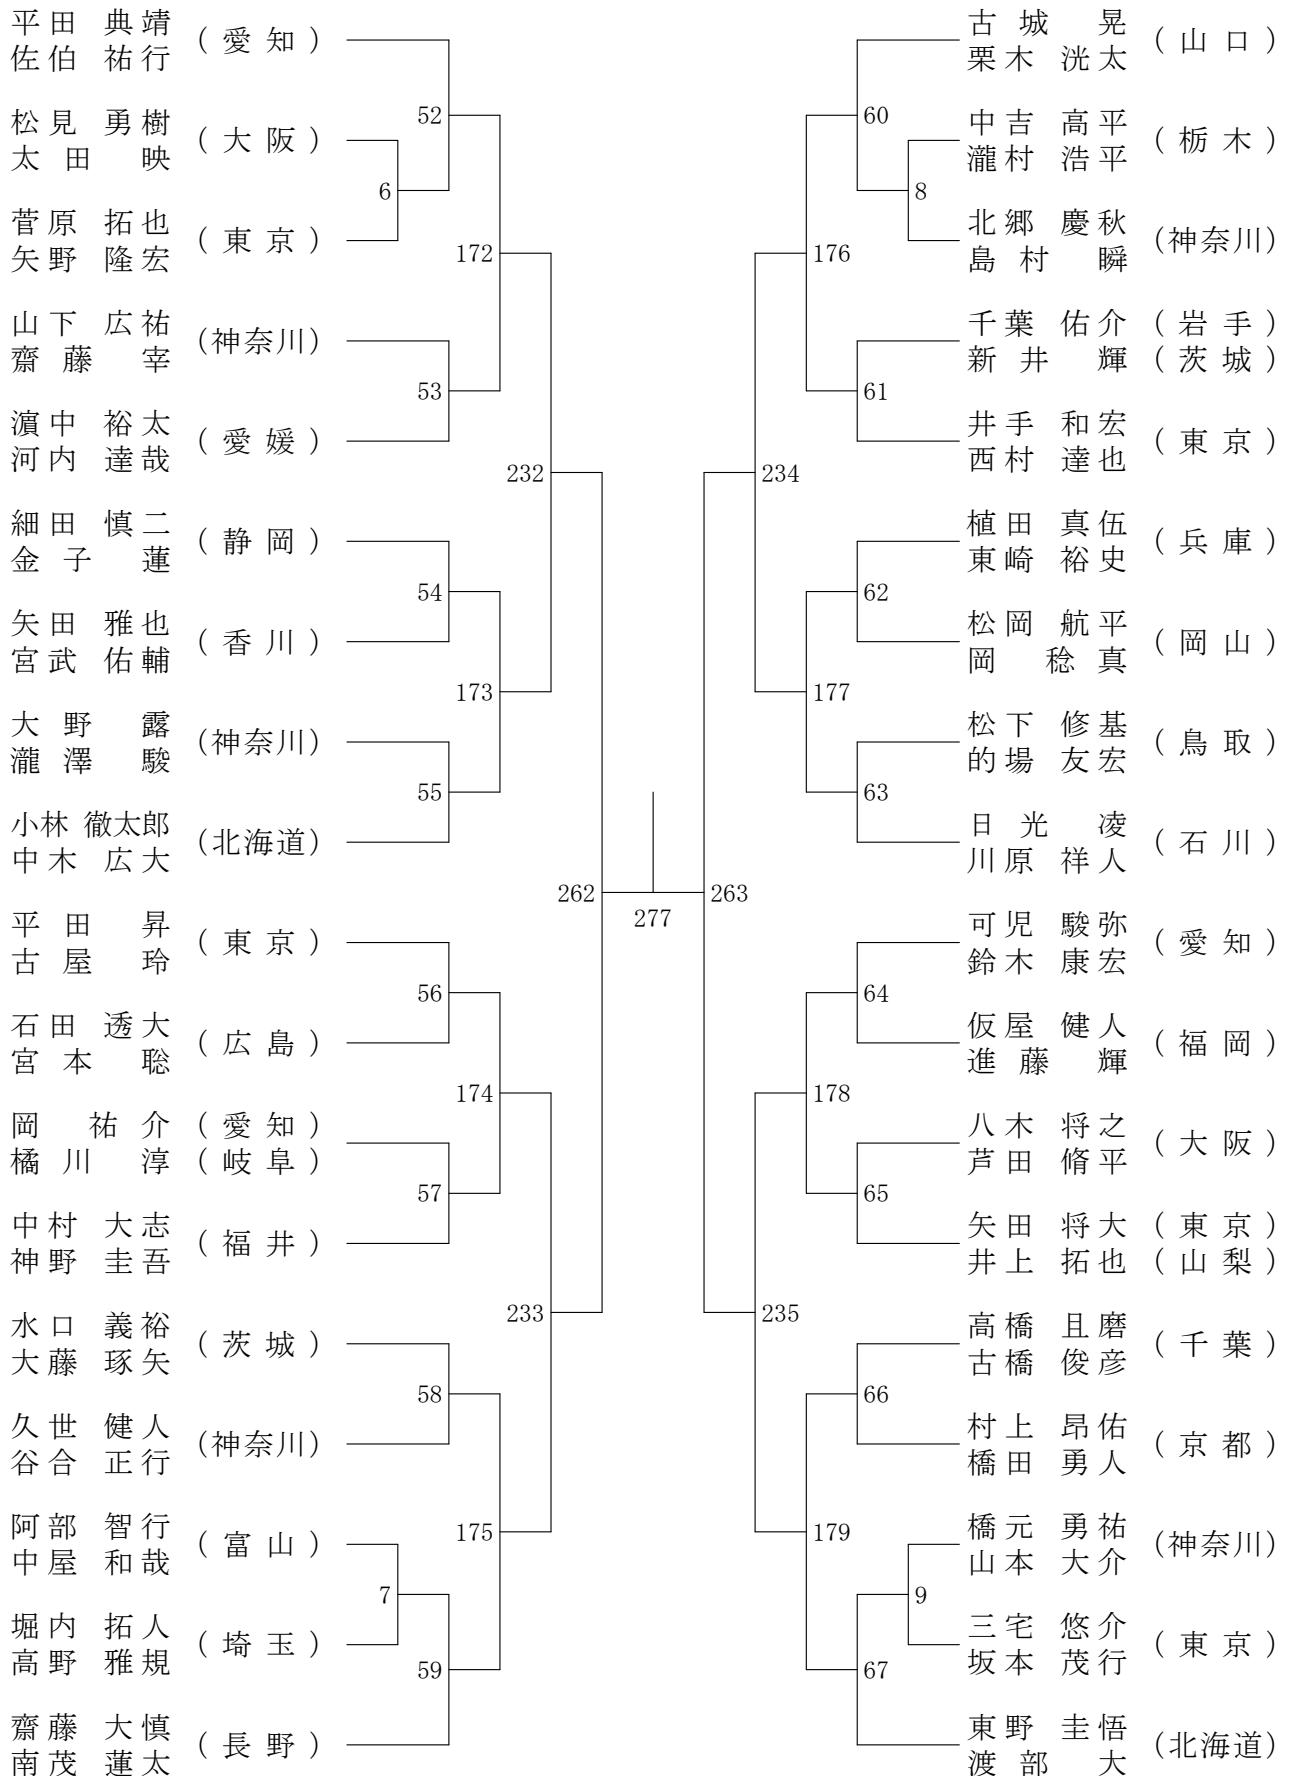 平田 典靖
佐伯 祐行
(愛知)
松見 勇樹
太田 映
(大阪)
菅原 拓也
矢野 隆宏
(東京)
山下 広祐
齋藤 宰
(神奈川)
濵中 裕太
河内 達哉
(愛媛)
細田 慎二
金子 蓮
(静岡)
矢田 雅也
宮武 佑輔
(香川)
大野 露
瀧澤 駿
(神奈川)
小林 徹太郎
中木 広大
(北海道)
平田 昇
古屋 玲
(東京)
石田 透大
宮本 聡
(広島)
岡 祐介 (愛知)
橘川 淳 (岐阜)
中村 大志
神野 圭吾
(福井)
水口 義裕
大藤 琢矢
(茨城)
久世 健人
谷合 正行
(神奈川)
阿部 智行
中屋 和哉
(富山)
堀内 拓人
高野 雅規
(埼玉)
齋藤 大慎
南茂 蓮太
(長野)
6
7
52
53
54
55
56
57
58
59
172
173
174
175
232
233
262
277
263
234
235
176
177
178
179
60
61
62
63
64
65
66
67
8
9
古城 晃
栗木 洸太
(山口)
中吉 高平
瀧村 浩平
(栃木)
北郷 慶秋
島村 瞬
(神奈川)
千葉 佑介 (岩手)
新井 輝 (茨城)
井手 和宏
西村 達也
(東京)
植田 真伍
東崎 裕史
(兵庫)
松岡 航平
岡 稔真
(岡山)
松下 修基
的場 友宏
(鳥取)
日光 凌
川原 祥人
(石川)
可児 駿弥
鈴木 康宏
(愛知)
仮屋 健人
進藤 輝
(福岡)
八木 将之
芦田 脩平
(大阪)
矢田 将大 (東京)
井上 拓也 (山梨)
高橋 且磨
古橋 俊彦
(千葉)
村上 昂佑
橋田 勇人
(京都)
橋元 勇祐
山本 大介
(神奈川)
三宅 悠介
坂本 茂行
(東京)
東野 圭悟
渡部 大
(北海道)